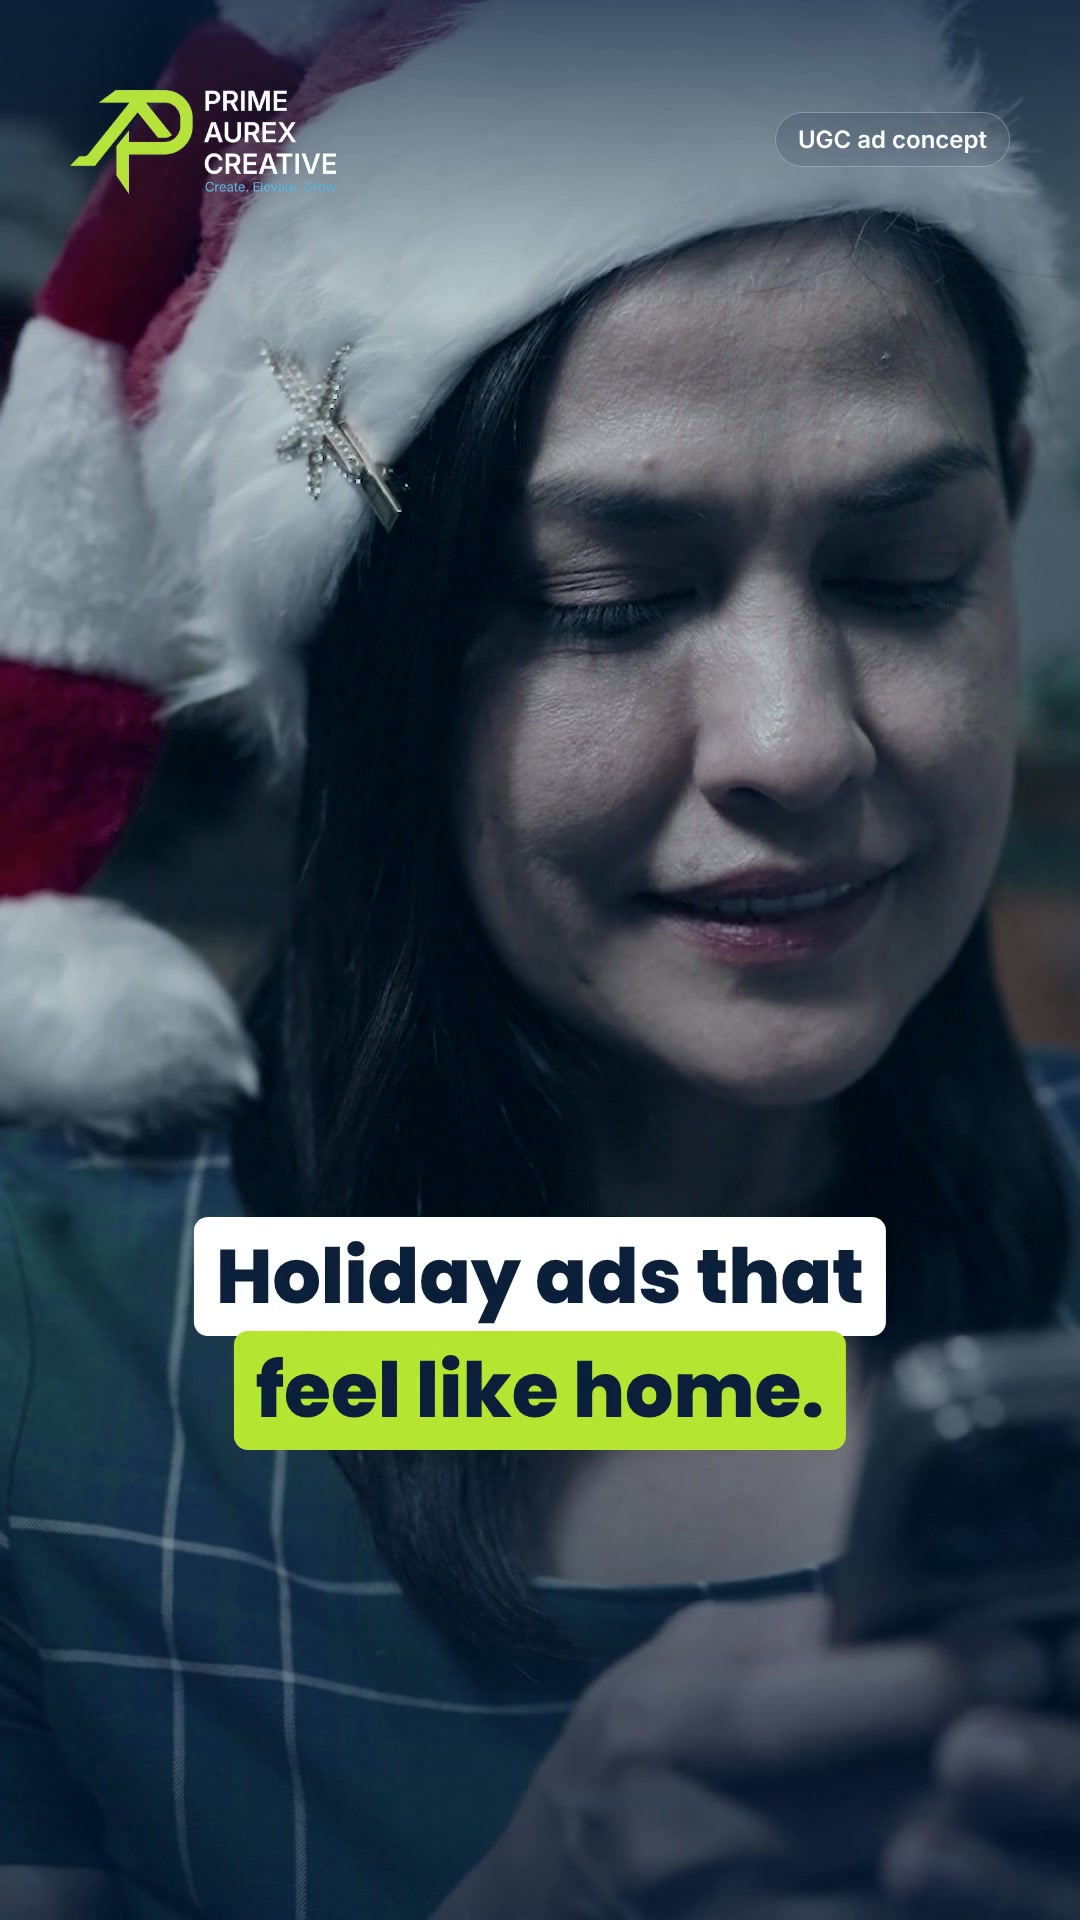 PRIME
AUREX
CREATIVE
Create. Elevate. Grow
UGC ad concept
Holiday ads that
feel like home.